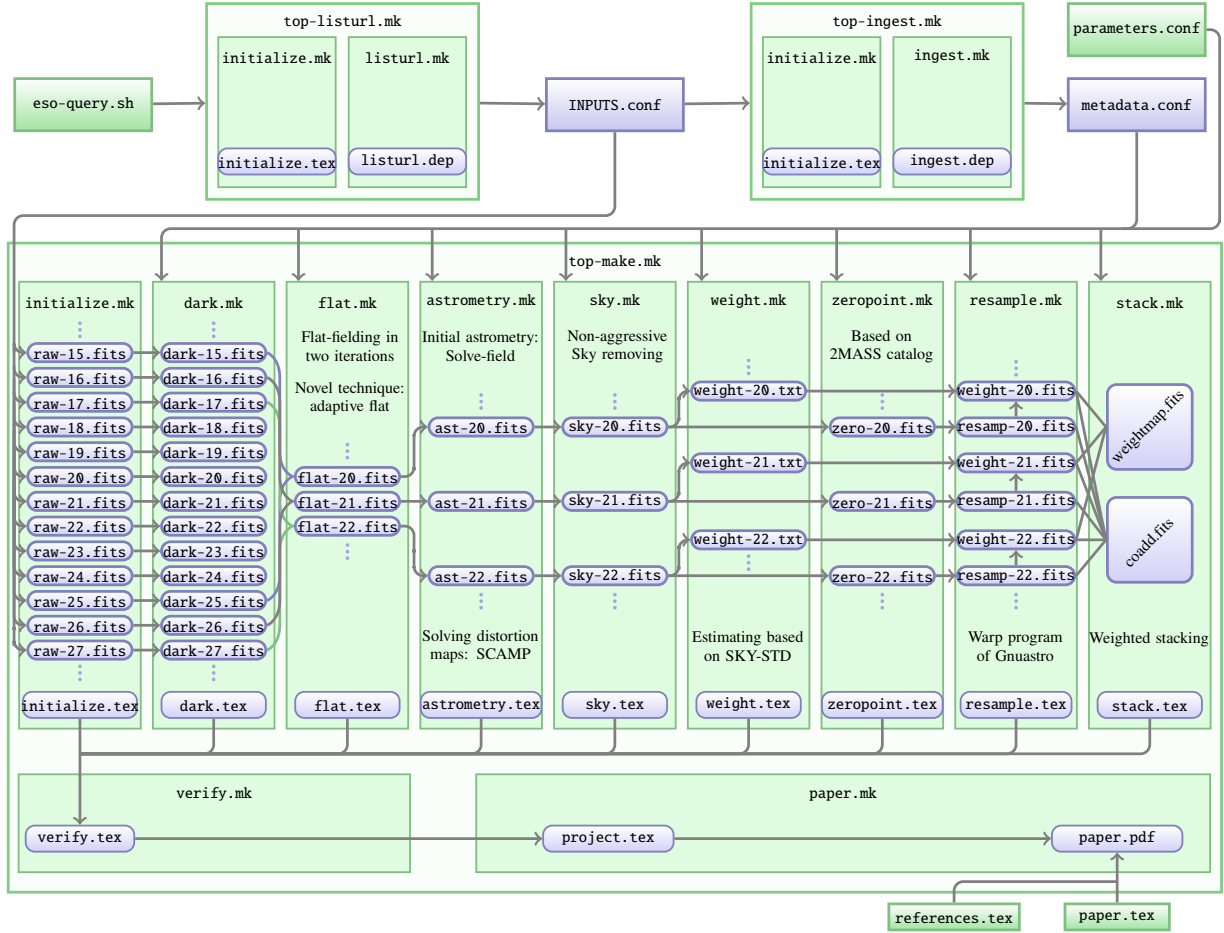 top-listurl.mk
top-ingest.mk
parameters.conf
initialize.mk
listurl.mk
initialize.mk
ingest.mk
eso-query.sh
INPUTS.conf
metadata.conf
initialize.tex
listurl.dep
initialize.tex
ingest.dep
top-make.mk
initialize.mk
raw-15.fits
raw-16.fits
raw-17.fits
raw-18.fits
raw-19.fits
raw-20.fits
raw-21.fits
raw-22.fits
raw-23.fits
raw-24.fits
raw-25.fits
raw-26.fits
raw-27.fits
initialize.tex
dark.mk
dark-15.fits
dark-16.fits
dark-17.fits
dark-18.fits
dark-19.fits
dark-20.fits
dark-21.fits
dark-22.fits
dark-23.fits
dark-24.fits
dark-25.fits
dark-26.fits
dark-27.fits
dark.tex
flat.mk
Flat-fielding in
two iterations
Novel technique:
adaptive flat
flat-20.fits
flat-21.fits
flat-22.fits
flat.tex
astrometry.mk
Initial astrometry:
Solve-field
ast-20.fits
ast-21.fits
ast-22.fits
Solving distortion
maps: SCAMP
astrometry.tex
sky.mk
Non-aggressive
Sky removing
sky-20.fits
sky-21.fits
sky-22.fits
sky.tex
weight.mk
weight-20.txt
weight-21.txt
weight-22.txt
Estimating based
on SKY-STD
weight.tex
zeropoint.mk
Based on
2MASS catalog
zero-20.fits
zero-21.fits
zero-22.fits
zeropoint.tex
resample.mk
weight-20.fits
resamp-20.fits
weight-21.fits
resamp-21.fits
weight-22.fits
resamp-22.fits
Warp program
of Gnuastro
resample.tex
stack.mk
weightmap.fits
coadd.fits
Weighted stacking
stack.tex
verify.mk
paper.mk
verify.tex
project.tex
paper.pdf
references.tex
paper.tex